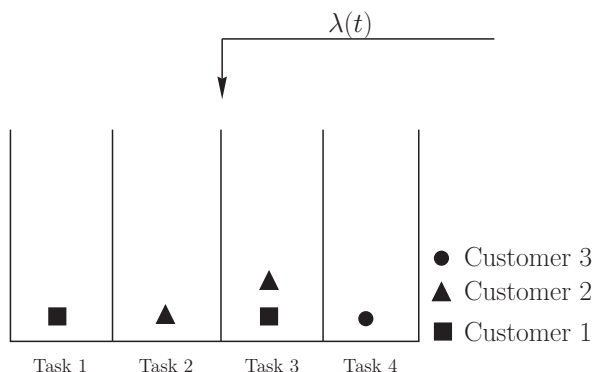 λ(t)
Customer 3
Customer 2
Customer 1
Task 1 Task 2 Task 3 Task 4